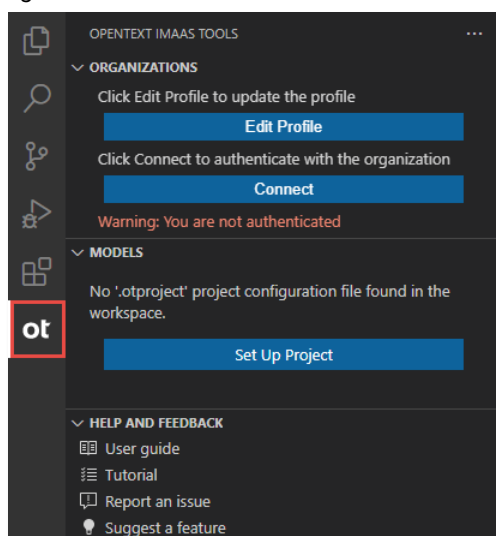 OPENTEXT IMAAS TOOLS
ORGANIZATIONS
Click Edit Profile to update the profile
Edit Profile
Click Connect to authenticate with the organization
Connect
Warning: You are not authenticated
MODELS
No '.otproject' project configuration file found in the
workspace.
ot
Set Up Project
HELP AND FEEDBACK
User guide
Tutorial
Report an issue
Suggest a feature